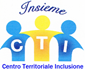 Insieme
CTI
Centro Territoriale Inclusione